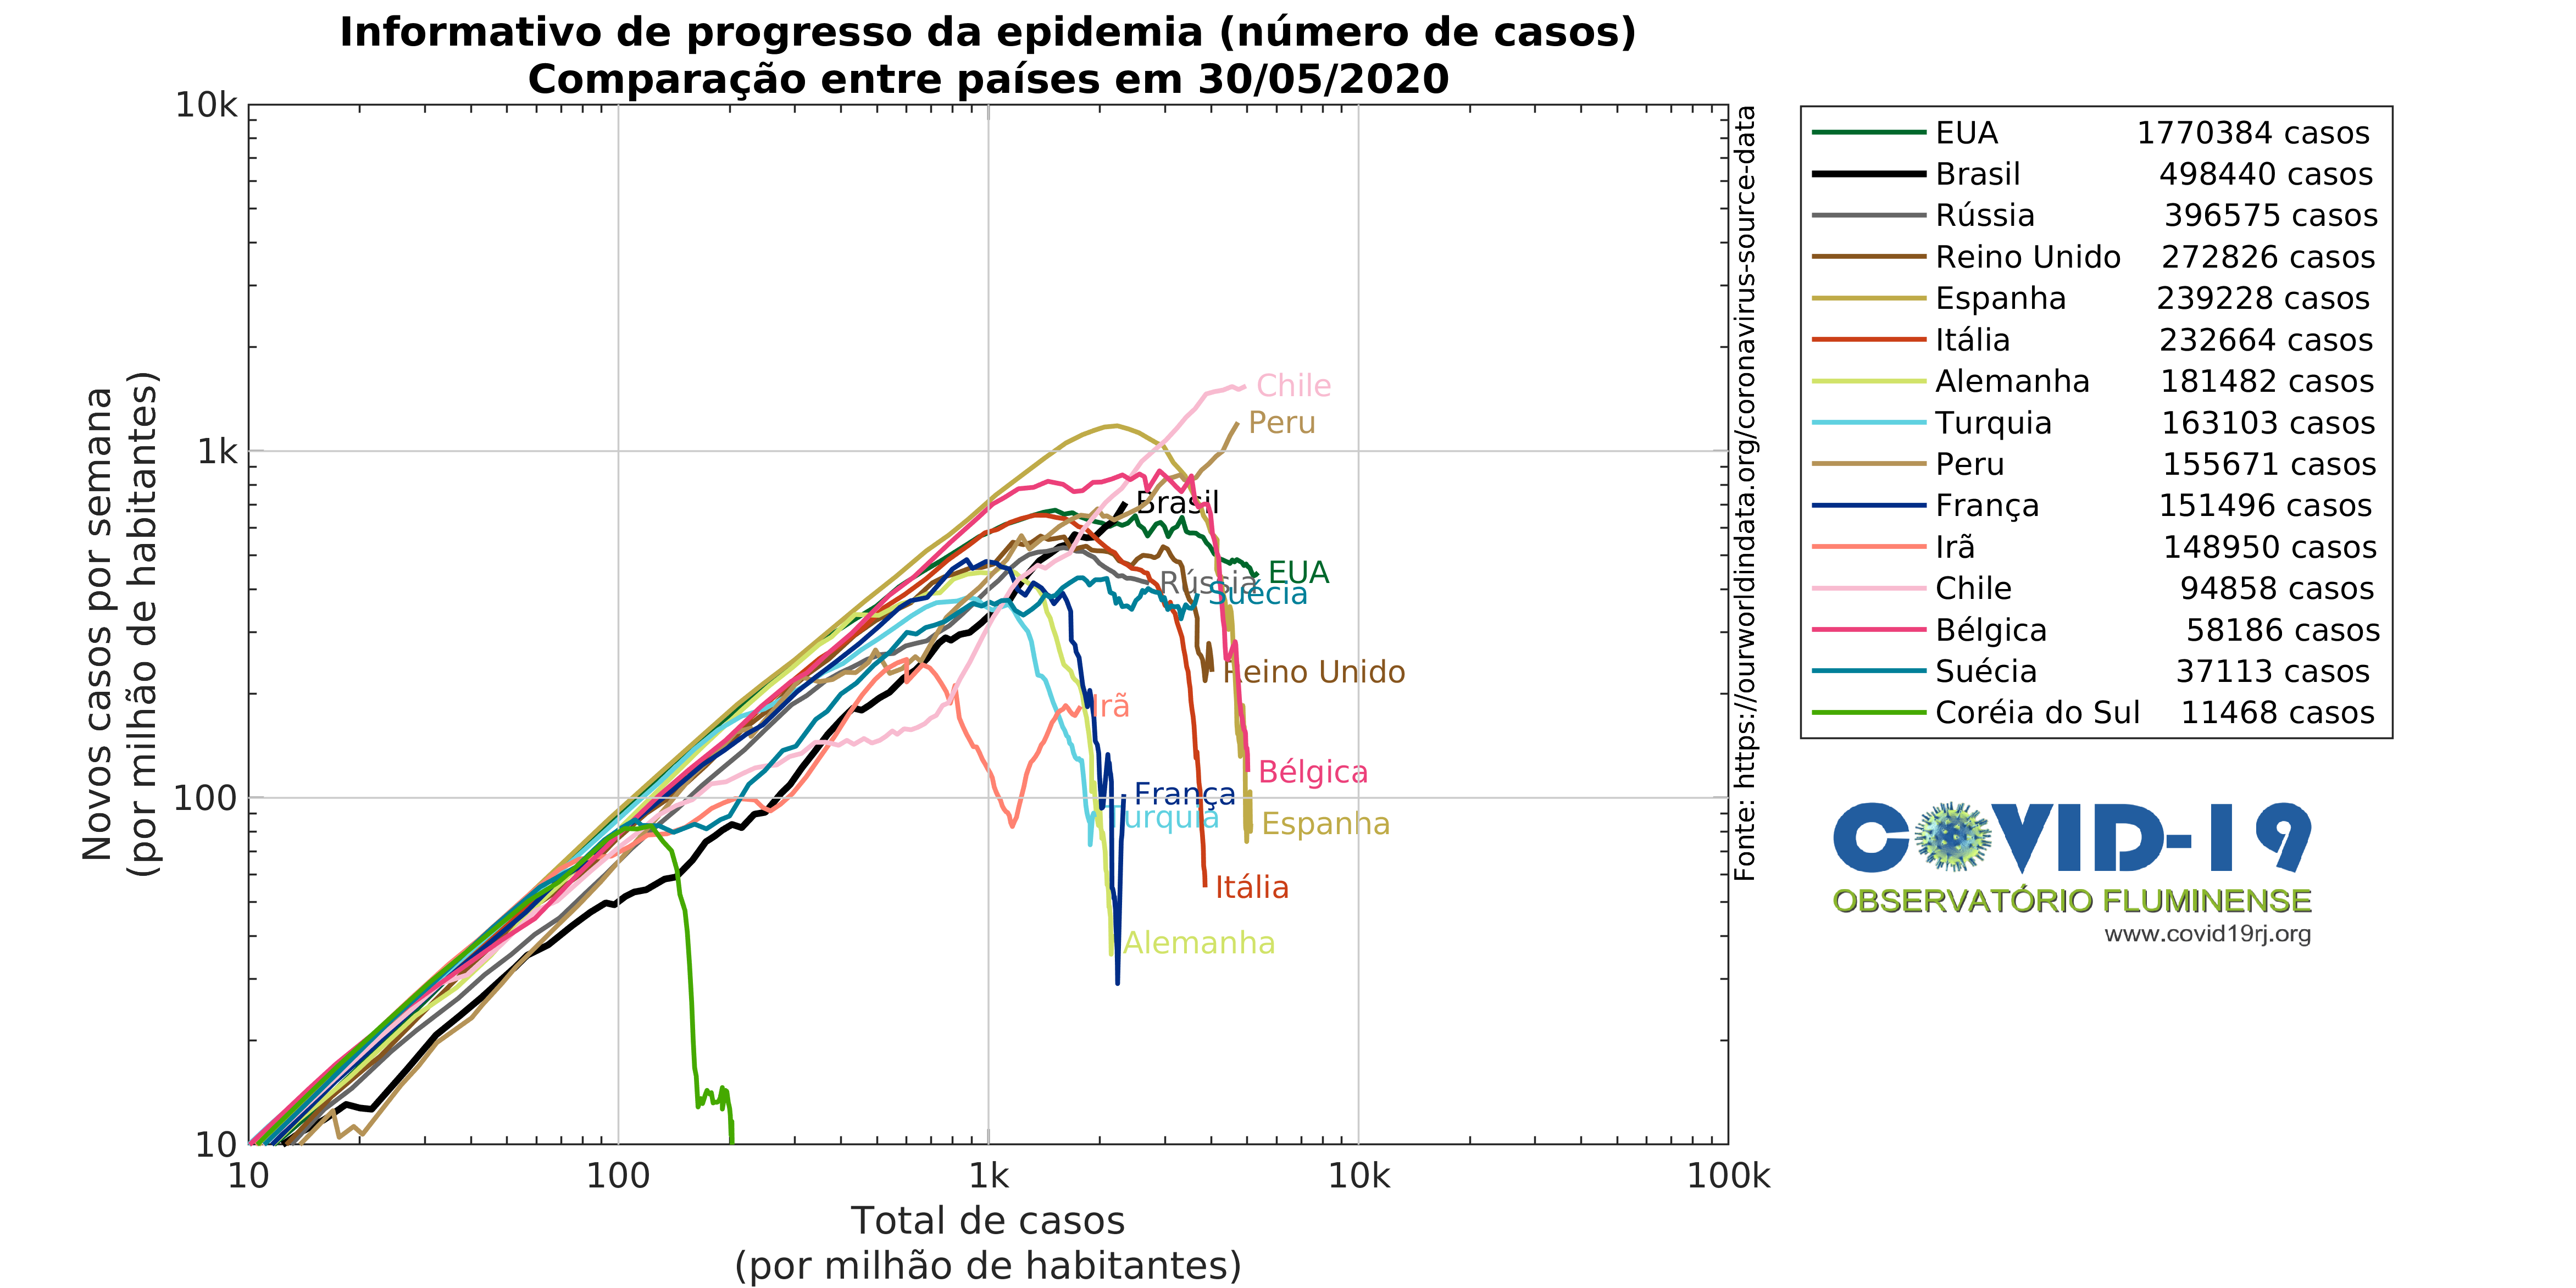 Informativo de progresso da epidemia (número de casos)
Comparação entre países em 30/05/2020
10k
1k
100
10
Novos casos por semana
(por milhão de habitantes)
10
100
1k
10k
100k
Total de casos
(por milhão de habitantes)
Chile
Peru
Brasil
EUA
Rússia
Suécia
Reino Unido
Irã
Bélgica
França
Turquia
Espanha
Itália
Alemanha
Fonte: https://ourworldindata.org/coronavirus-source-data
EUA 1770384 casos
Brasil 498440 casos
Rússia 396575 casos
Reino Unido 272826 casos
Espanha 239228 casos
Itália 232664 casos
Alemanha 181482 casos
Turquia 163103 casos
Peru 155671 casos
França 151496 casos
Irã 148950 casos
Chile 94858 casos
Bélgica 58186 casos
Suécia 37113 casos
Coréia do Sul 11468 casos
COVID-19
OBSERVATÓRIO FLUMINENSE
www.covid19rj.org